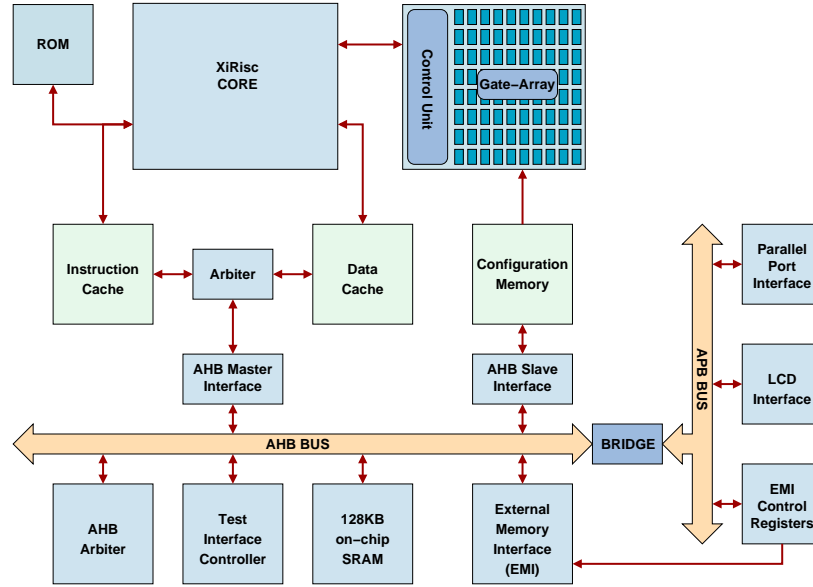 ROM
XiRisc
CORE
Control Unit
Gate–Array
Instruction
Cache
Arbiter
Data
Cache
Configuration
Memory
Parallel
Port
Interface
AHB Master
Interface
AHB Slave
Interface
APB BUS
LCD
Interface
AHB BUS
BRIDGE
AHB
Arbiter
Test
Interface
Controller
128KB
on–chip
SRAM
External
Memory
Interface
(EMI)
EMI
Control
Registers